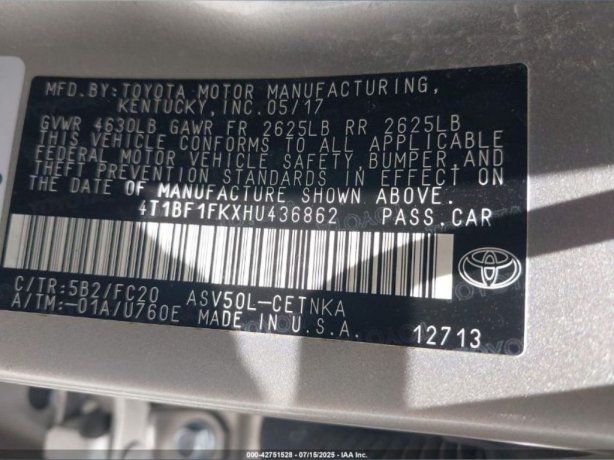 MFD.BY:TOYOTA MOTOR MANUFACTURING,
KENTUCKY, INC.05/17
GVWR 4630LB GAWR FR 2625LB RR 2625LB
THIS VEHICLE CONFORMS TO ALL APPLICABLE
FEDERAL MOTOR VEHICLE SAFETY, BUMPER, AND
THEFT PREVENTION STANDARDS IN EFFECT ON
THE DATE OF MANUFACTURE SHOWN ABOVE.
4T1BF1FKXHU436862 PASS.CAR
C/TR:5B2/FC20 ASV50L-CETNKA
A/TM:-01A/U760E MADE IN U.S.A.
12713
000-42751528 - 07/15/2025 - IAA Inc.